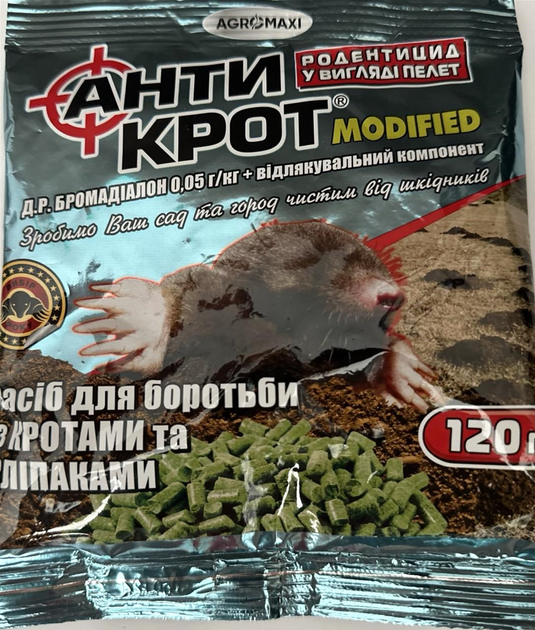 AGROMAXI
РОДЕНТИЦИД
У ВИГЛЯДІ ПЕЛЕТ
АНТИ
КРОТ®
MODIFIED
Д.Р. БРОМАДІАЛОН 0,05 г/кг + відлякувальний компонент
Зробимо Ваш сад та город чистим від шкідників
асіб для боротьби
з КРОТАМИ та
ЛІПАКАМИ
120